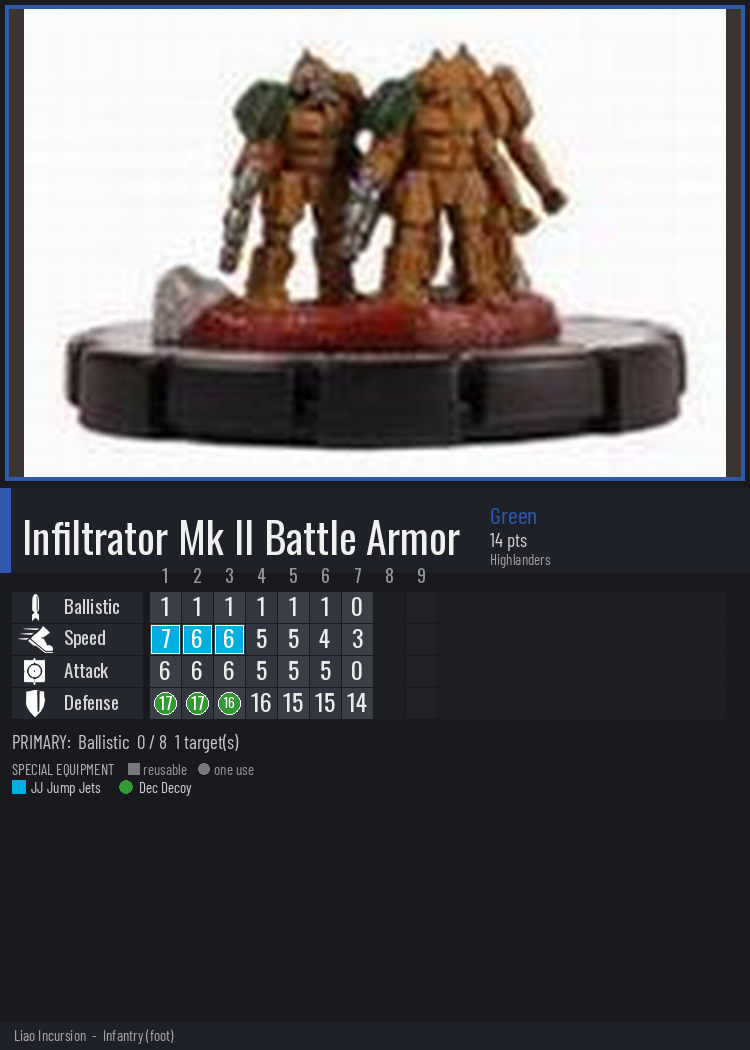 Infiltrator Mk II Battle Armor
Green
14 pts
Highlanders
1 2 3 4 5 6 7 8 9
Ballistic 1 1 1 1 1 1 0
Speed 7 6 6 5 5 4 3
Attack 6 6 6 5 5 5 0
Defense 17 17 16 16 15 15 14
PRIMARY: Ballistic 0 / 8 1 target(s)
SPECIAL EQUIPMENT reusable one use
JJ Jump Jets Dec Decoy
Liao Incursion - Infantry (foot)